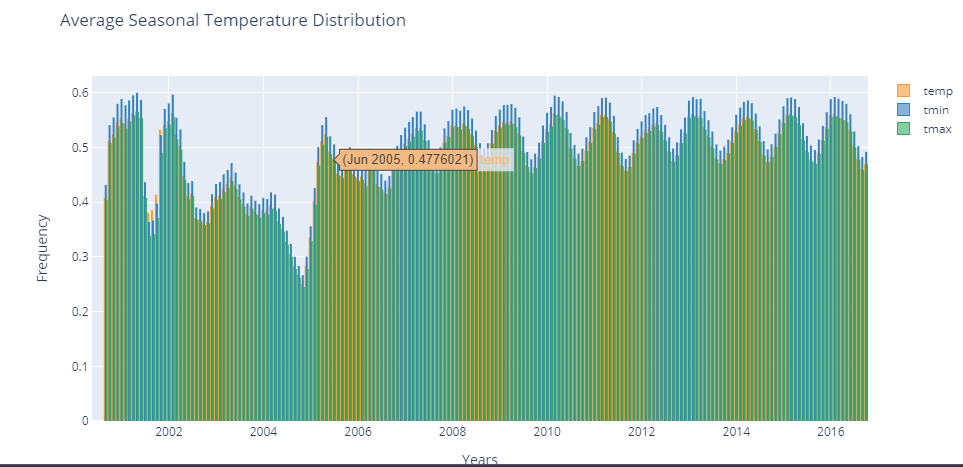 Average Seasonal Temperature Distribution
temp
tmin
tmax
0.6
0.5
0.4
0.3
0.2
0.1
0
Frequency
(Jun 2005, 0.4776021) temp
2002 2004 2006 2008 2010 2012 2014 2016
Years